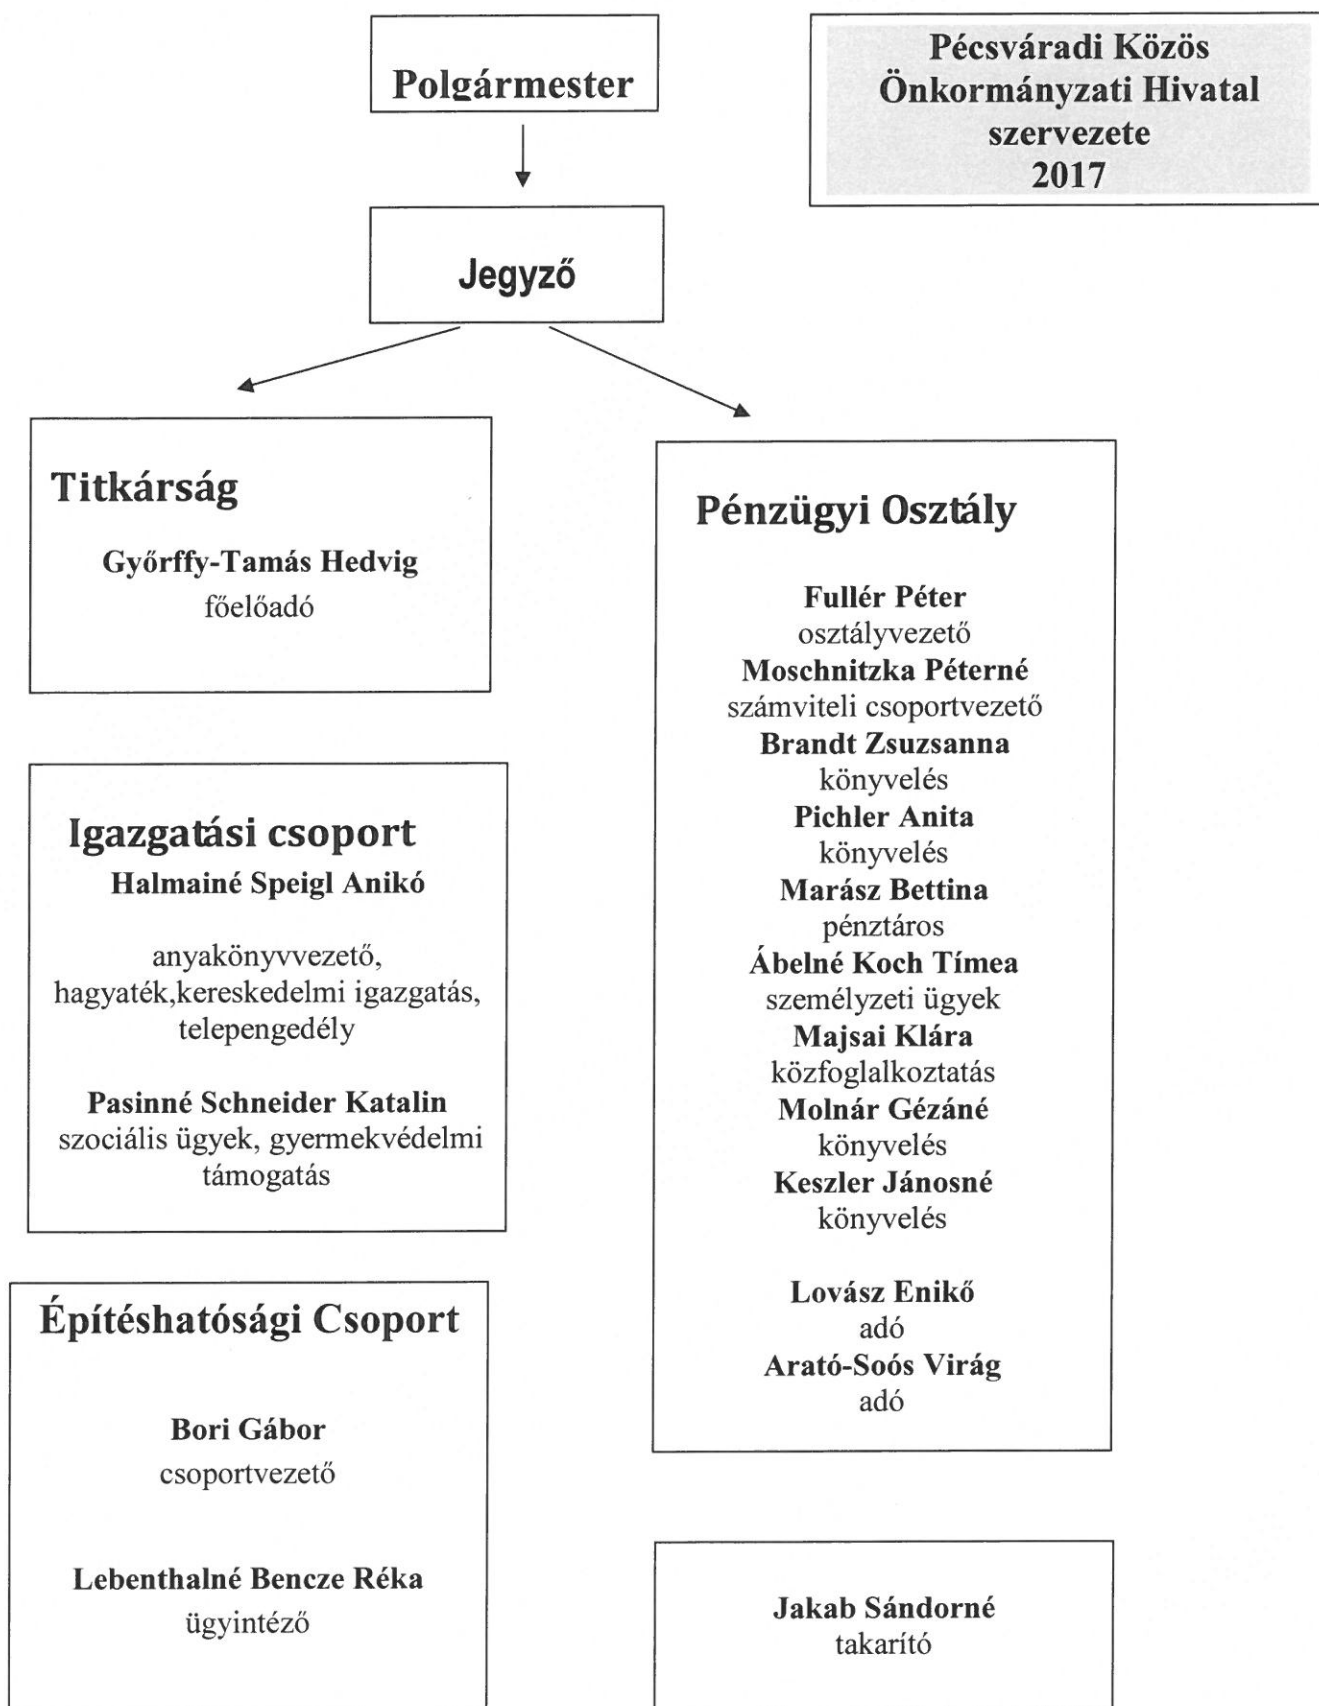 Polgármester
Pécsváradi Közös
Önkormányzati Hivatal
szervezete
2017
Jegyző
Titkárság
Győrffy-Tamás Hedvig
főelőadó
Igazgatási csoport
Halmainé Speigl Anikó
anyakönyvvezető,
hagyaték,kereskedelmi igazgatás,
telepengedély
Pasinné Schneider Katalin
szociális ügyek, gyermekvédelmi
támogatás
Építéshatósági Csoport
Bori Gábor
csoportvezető
Lebenthalné Bencze Réka
ügyintéző
Pénzügyi Osztály
Fullér Péter
osztályvezető
Moschnitzka Péterné
számviteli csoportvezető
Brandt Zsuzsanna
könyvelés
Pichler Anita
könyvelés
Marász Bettina
pénztáros
Ábelné Koch Tímea
személyzeti ügyek
Majsai Klára
közfoglalkoztatás
Molnár Gézáné
könyvelés
Keszler Jánosné
könyvelés
Lovász Enikő
adó
Arató-Soós Virág
adó
Jakab Sándorné
takarító